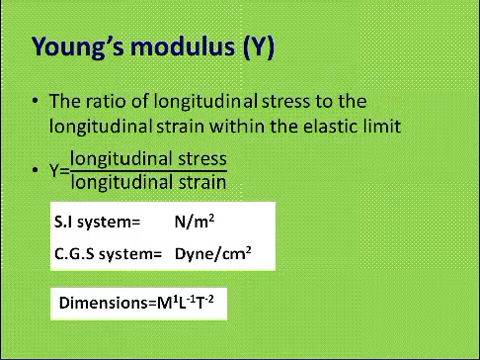 Young's modulus (Y)
• The ratio of longitudinal stress to the
longitudinal strain within the elastic limit
• Y=longitudinal stress
longitudinal strain
S.I system= N/m²
C.G.S system= Dyne/cm²
Dimensions=M¹L⁻¹T⁻²